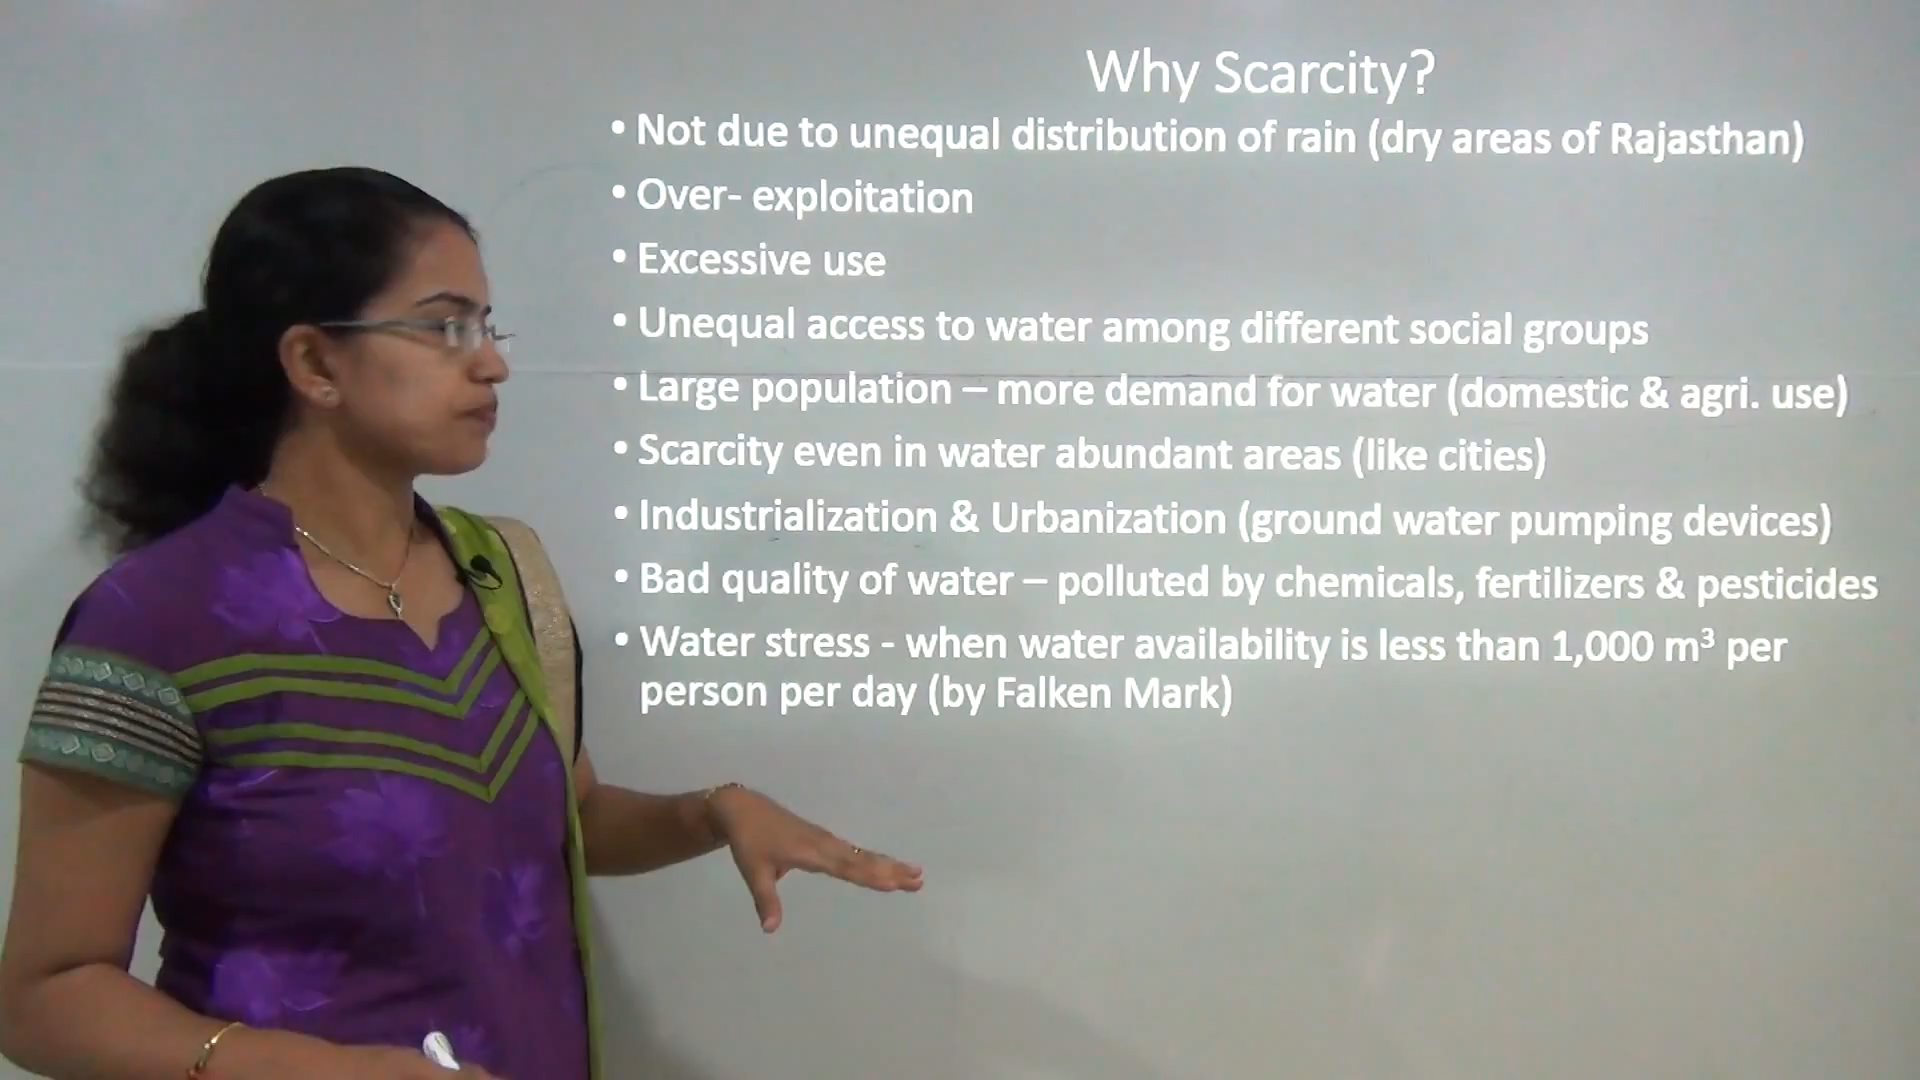 Why Scarcity?
• Not due to unequal distribution of rain (dry areas of Rajasthan)
• Over- exploitation
• Excessive use
• Unequal access to water among different social groups
• Large population – more demand for water (domestic & agri. use)
• Scarcity even in water abundant areas (like cities)
• Industrialization & Urbanization (ground water pumping devices)
• Bad quality of water – polluted by chemicals, fertilizers & pesticides
• Water stress - when water availability is less than 1,000 m³ per
person per day (by Falken Mark)